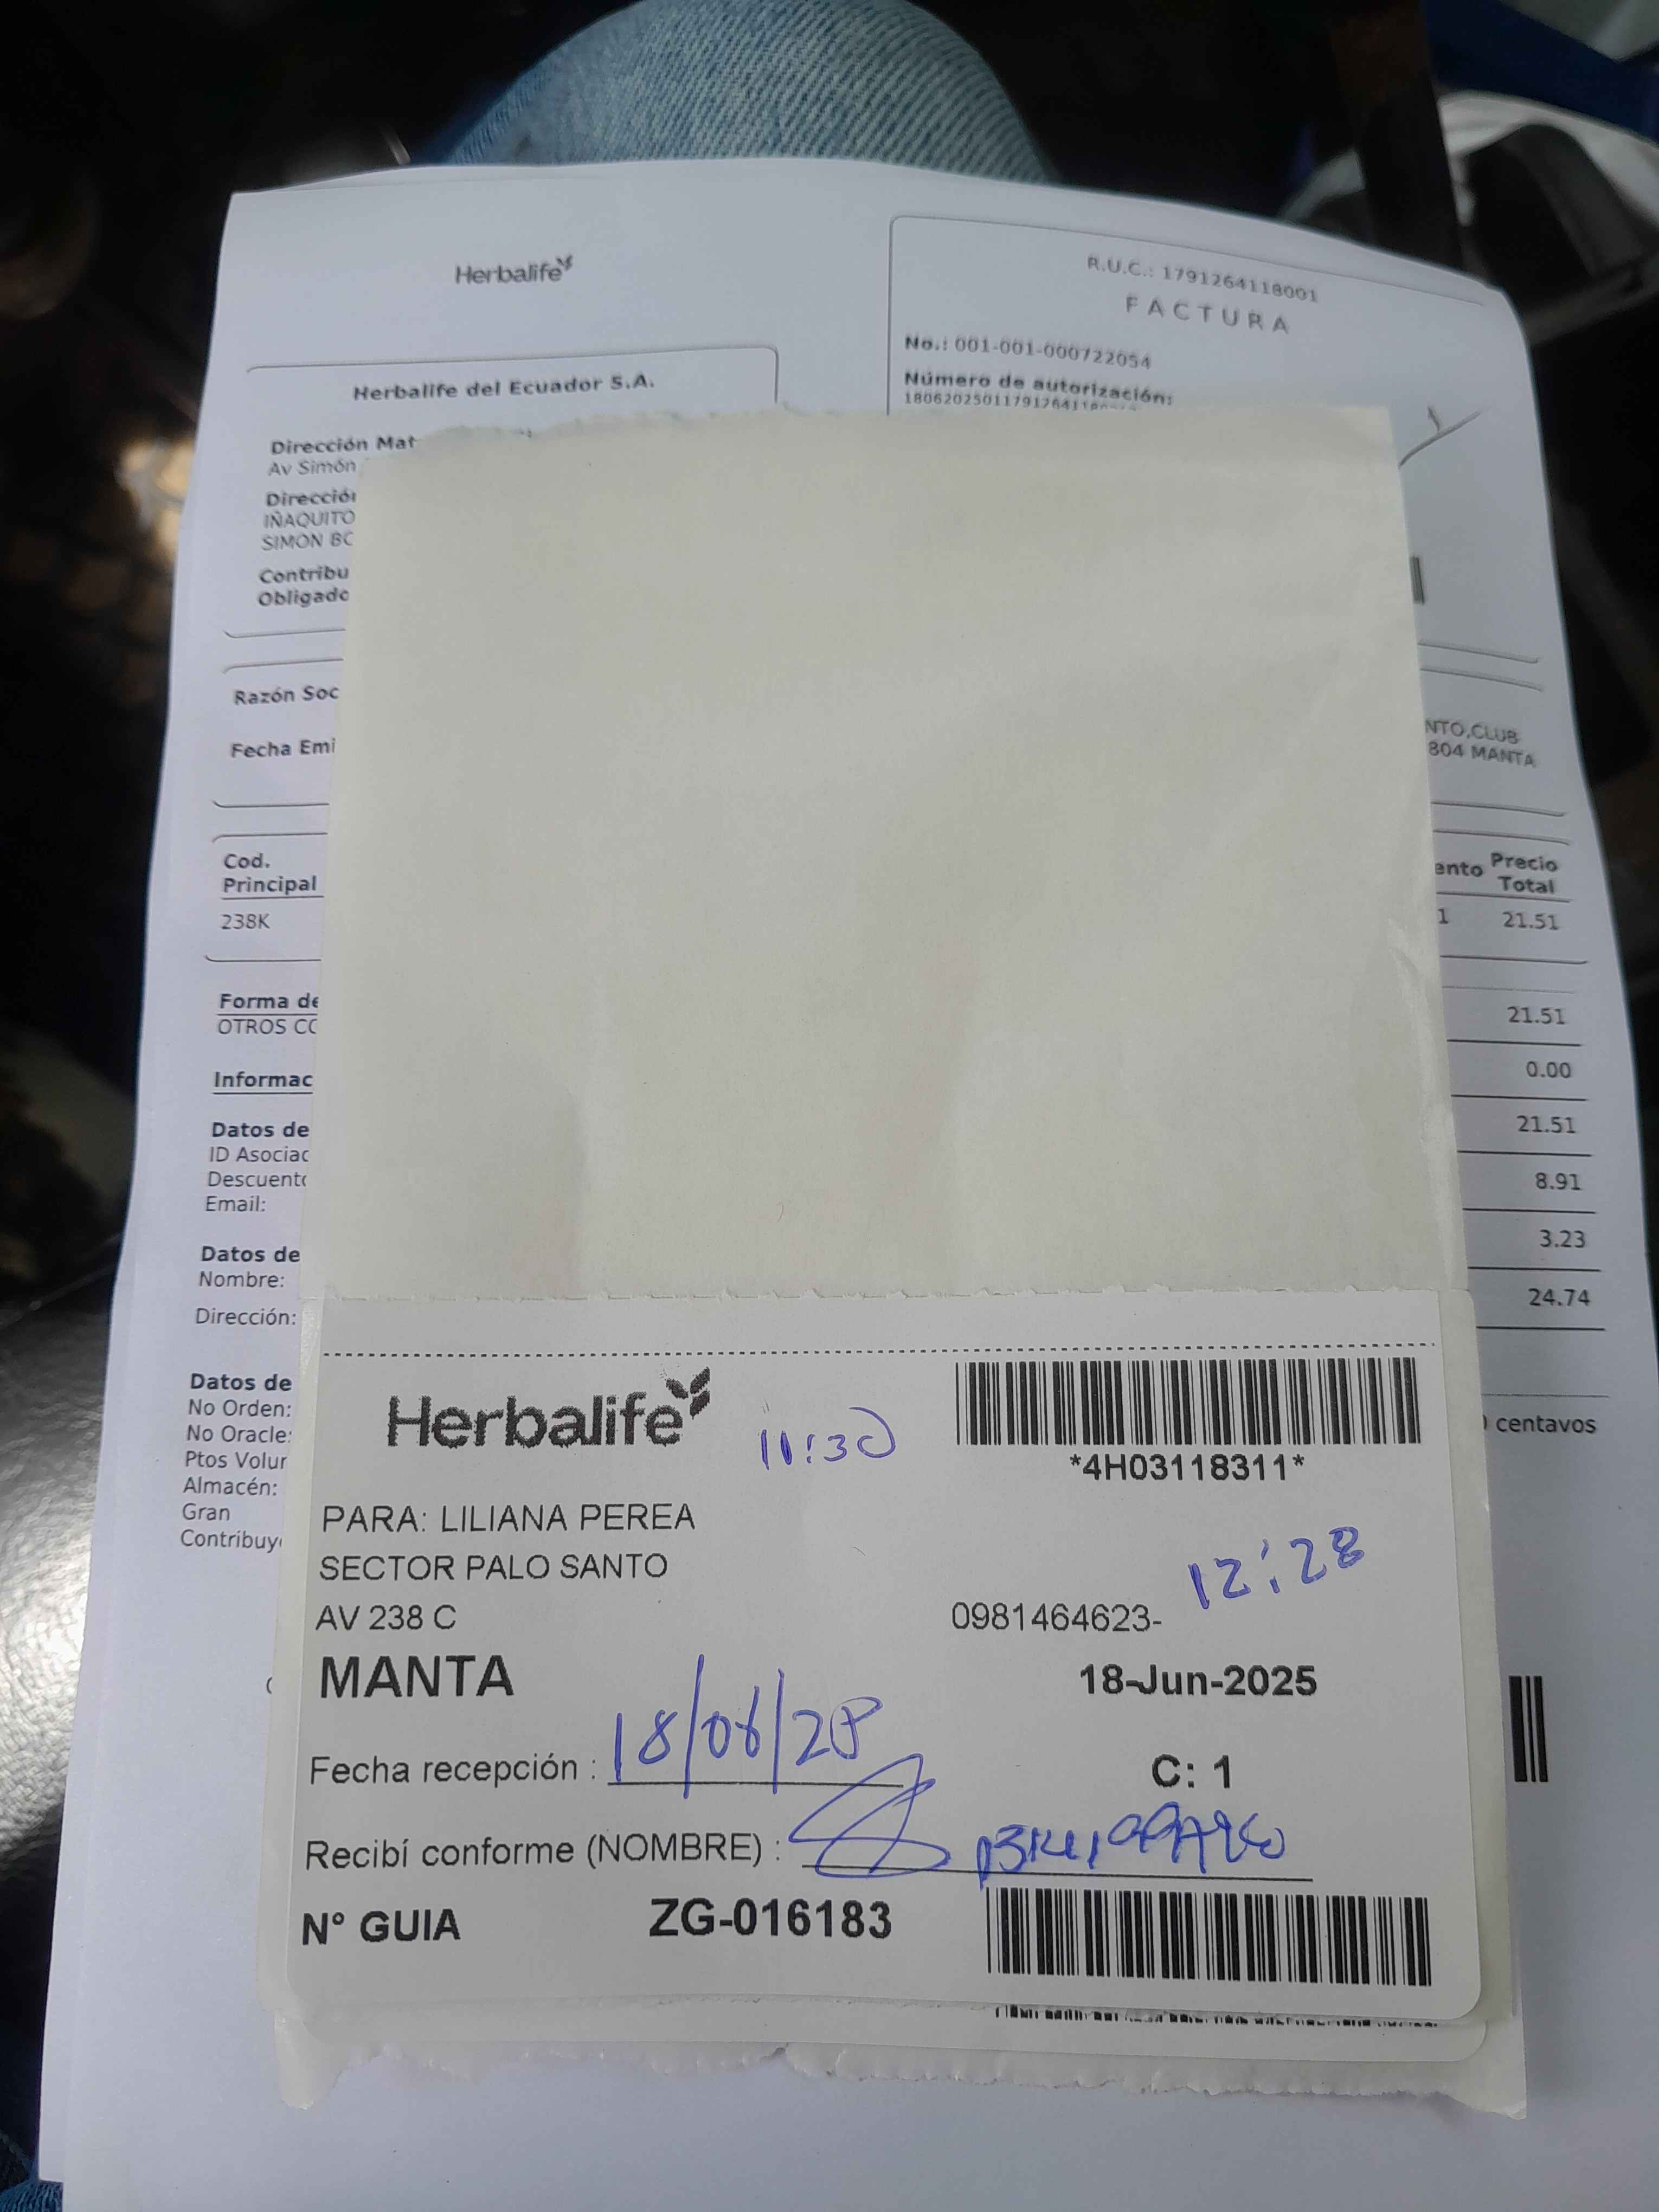 Herbalife
R.U.C.: 1791264118001
FACTURA
No.: 001-001-000722054
Número de autorización:
Herbalife del Ecuador S.A.
Dirección Mat
Av Simón
Dirección
IÑAQUITO
SIMON BO
Contribu
Obligado
Razón Soc
Fecha Emi
NTO,CLUB
804 MANTA
Cod.
Principal
ento Precio
Total
238K
1 21.51
Forma de
OTROS CO
21.51
0.00
Informac
21.51
Datos de
ID Asociac
Descuento
Email:
8.91
3.23
Datos de
Nombre:
24.74
Dirección:
Datos de
No Orden:
No Oracle:
Ptos Volur
Almacén:
Gran
Contribuy
centavos
Herbalife
11:30
*4H03118311*
PARA: LILIANA PEREA
SECTOR PALO SANTO
12:28
AV 238 C
0981464623-
MANTA
18-Jun-2025
Fecha recepción : 18/06/25
C: 1
Recibí conforme (NOMBRE) :
N° GUIA ZG-016183